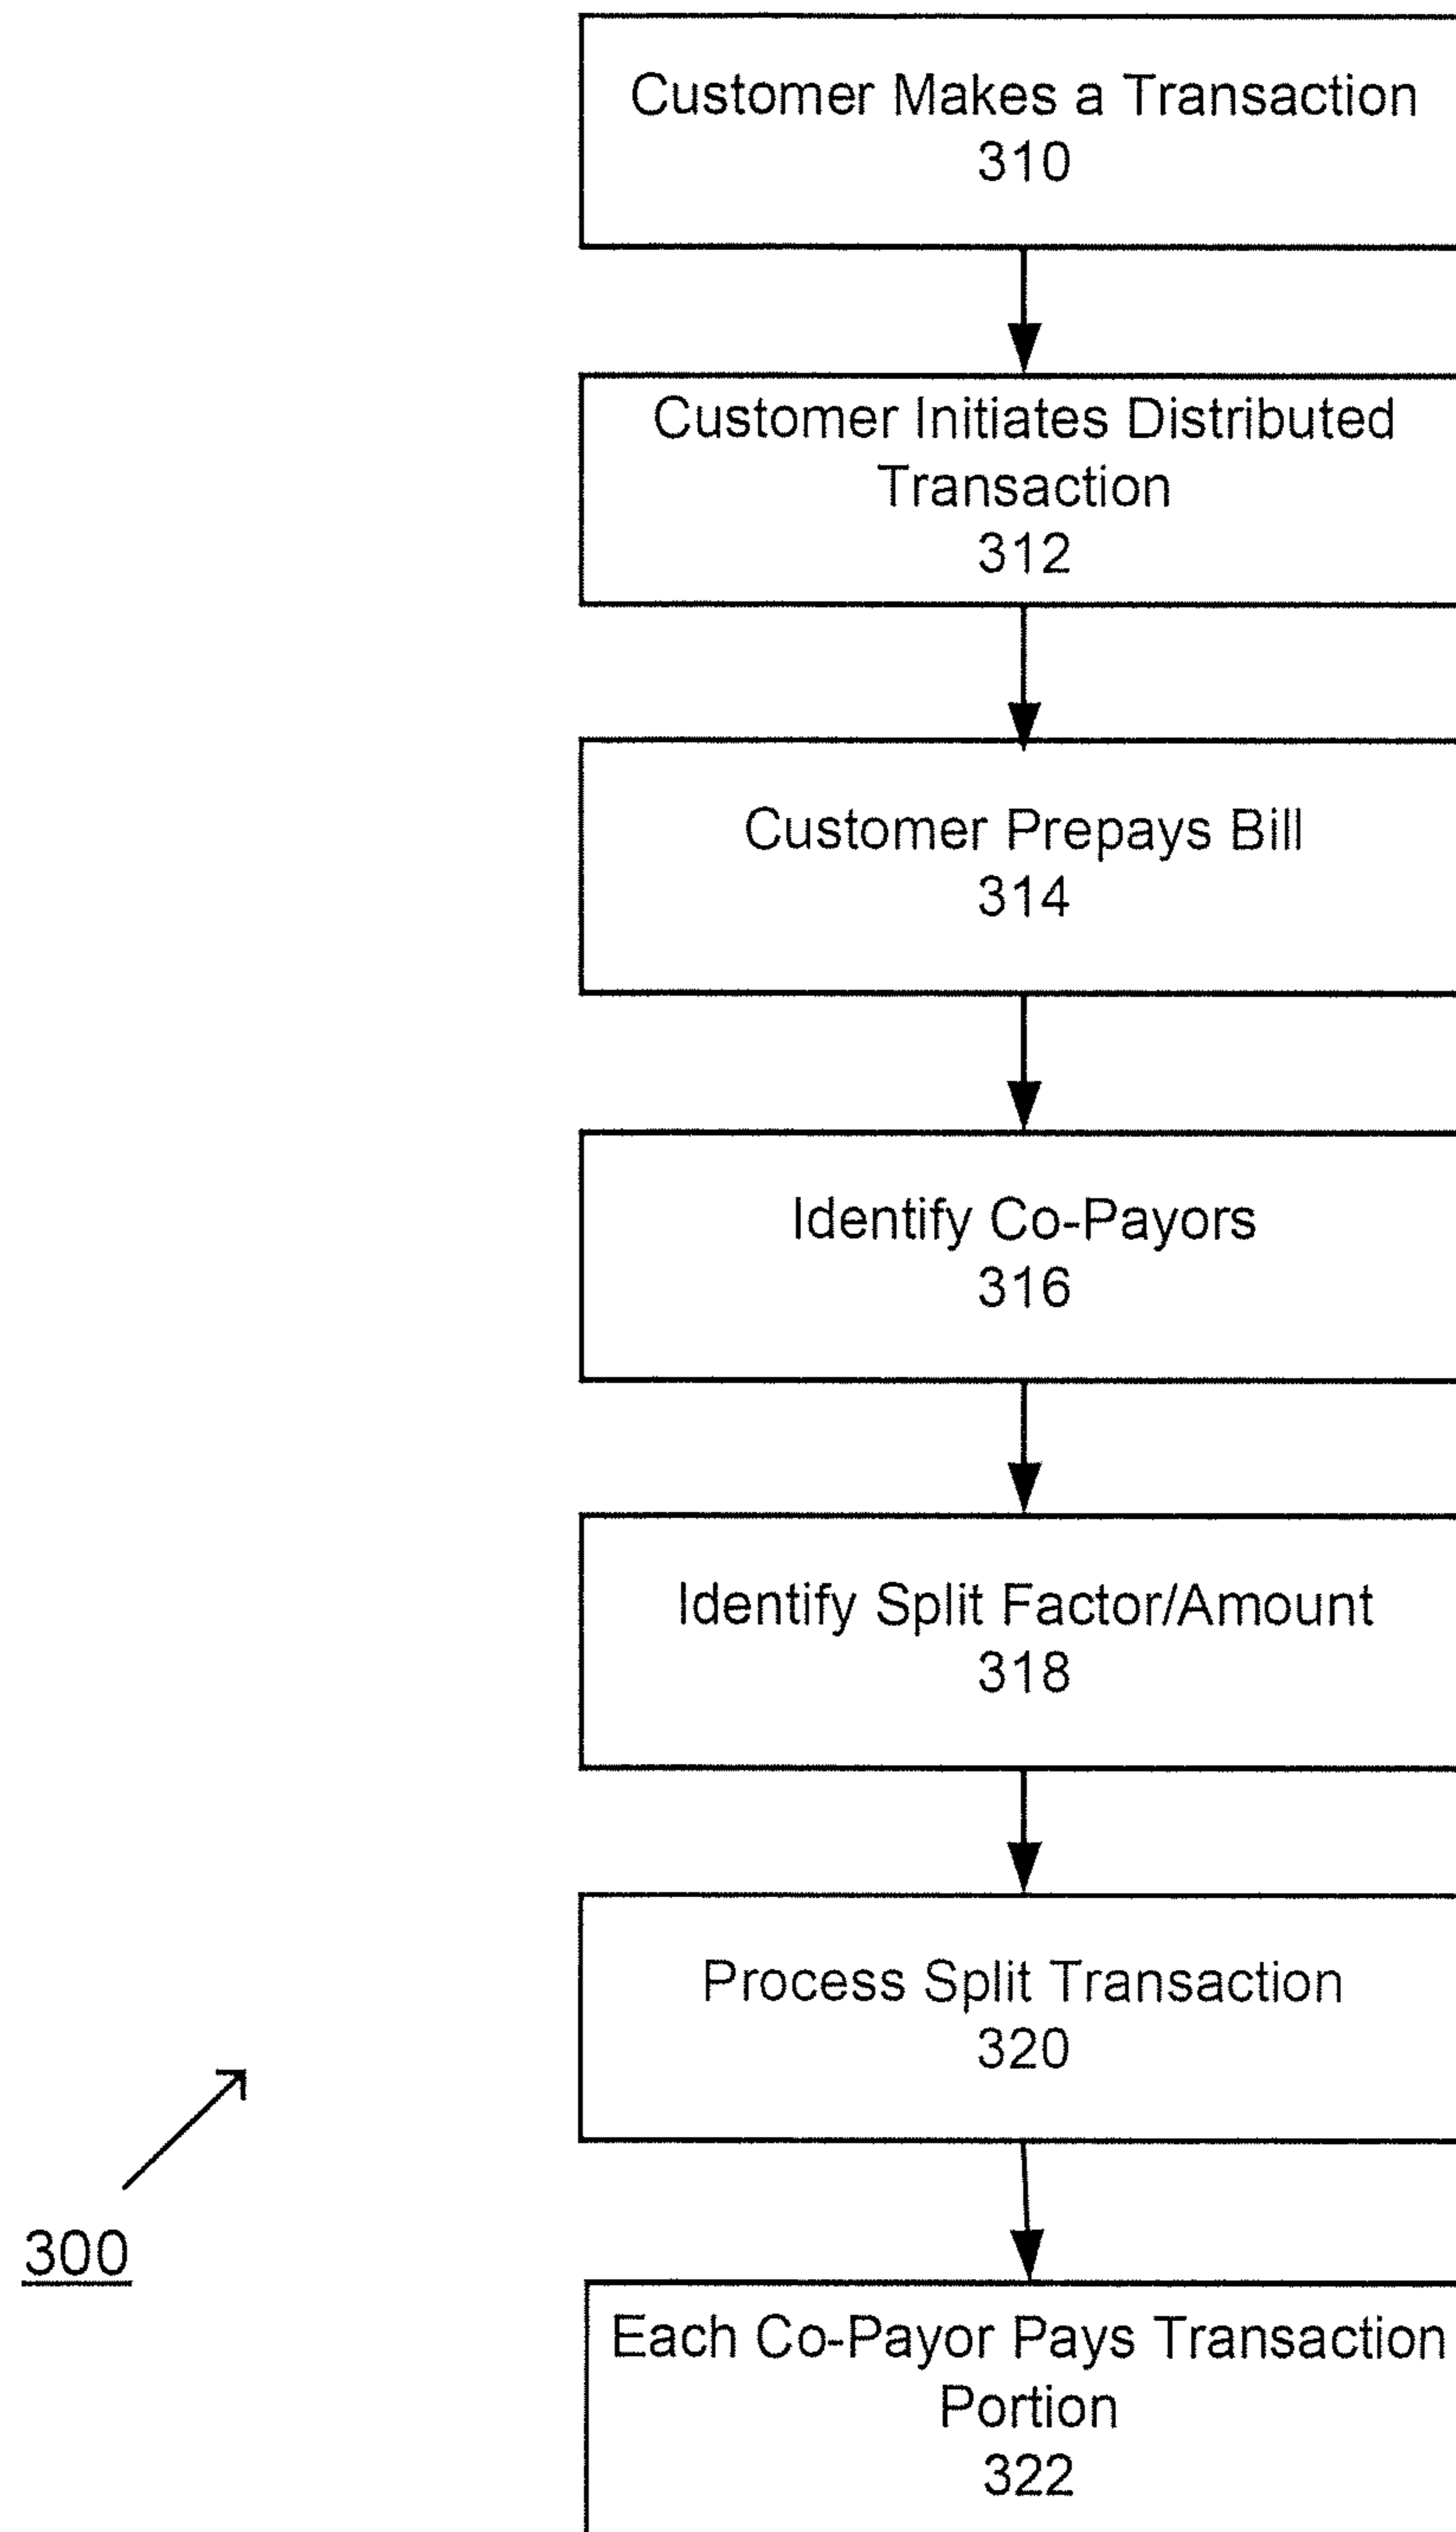 Customer Makes a Transaction
310
Customer Initiates Distributed
Transaction
312
Customer Prepays Bill
314
Identify Co-Payors
316
Identify Split Factor/Amount
318
Process Split Transaction
320
300
Each Co-Payor Pays Transaction
Portion
322